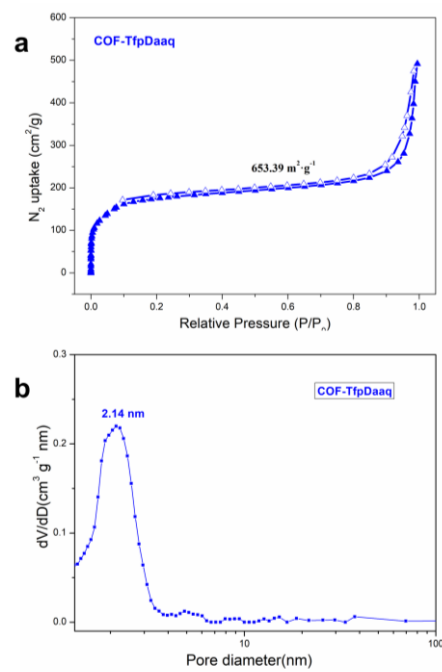 a
COF-TfpDaaq
N₂ uptake (cm²/g)
600
500
400
300
200
100
0
653.39 m²·g⁻¹
0.0 0.2 0.4 0.6 0.8 1.0
Relative Pressure (P/P₀)
b
COF-TfpDaaq
2.14 nm
dV/dD(cm³ g⁻¹ nm)
0.3
0.2
0.1
0.0
10 100
Pore diameter(nm)